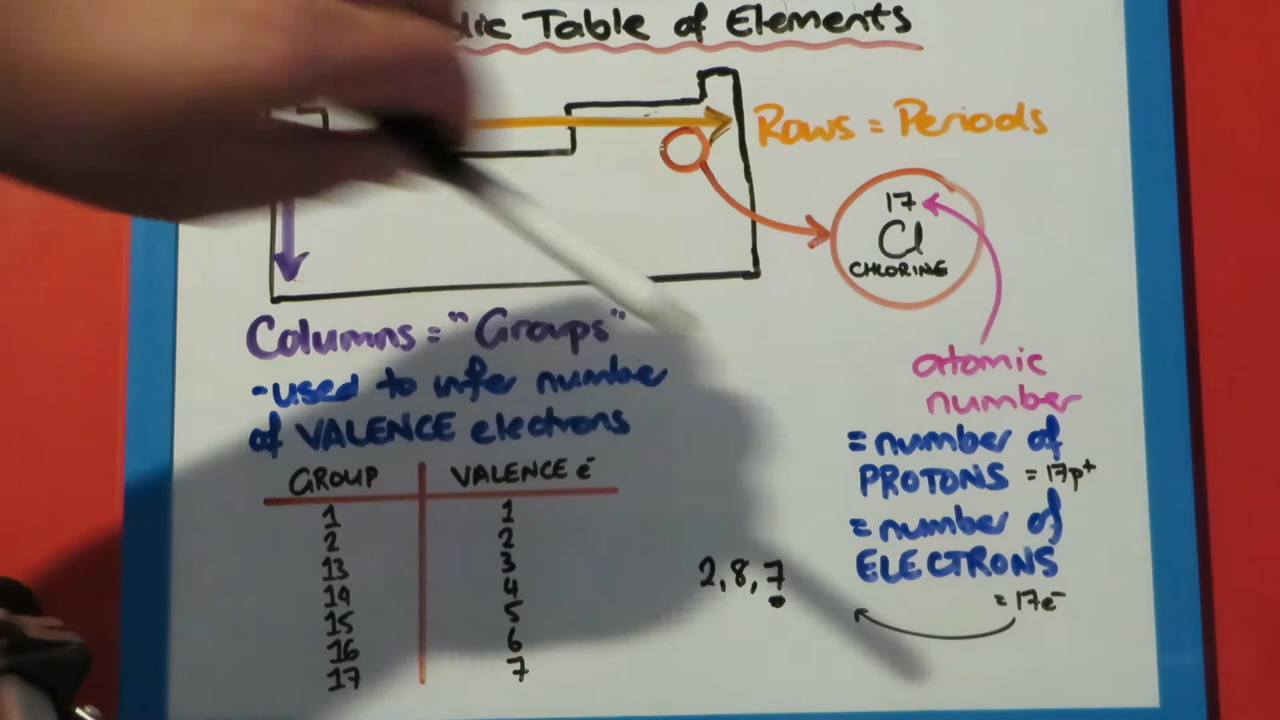 Table of Elements
Rows = Periods
17
Cl
CHLORINE
Columns = "Groups"
- used to infer number
of VALENCE electrons
GROUP VALENCE e⁻
1 1
2 2
13 3
14 4
15 5
16 6
17 7
2,8,7
atomic
number
= number of
PROTONS = 17p⁺
= number of
ELECTRONS
= 17e⁻